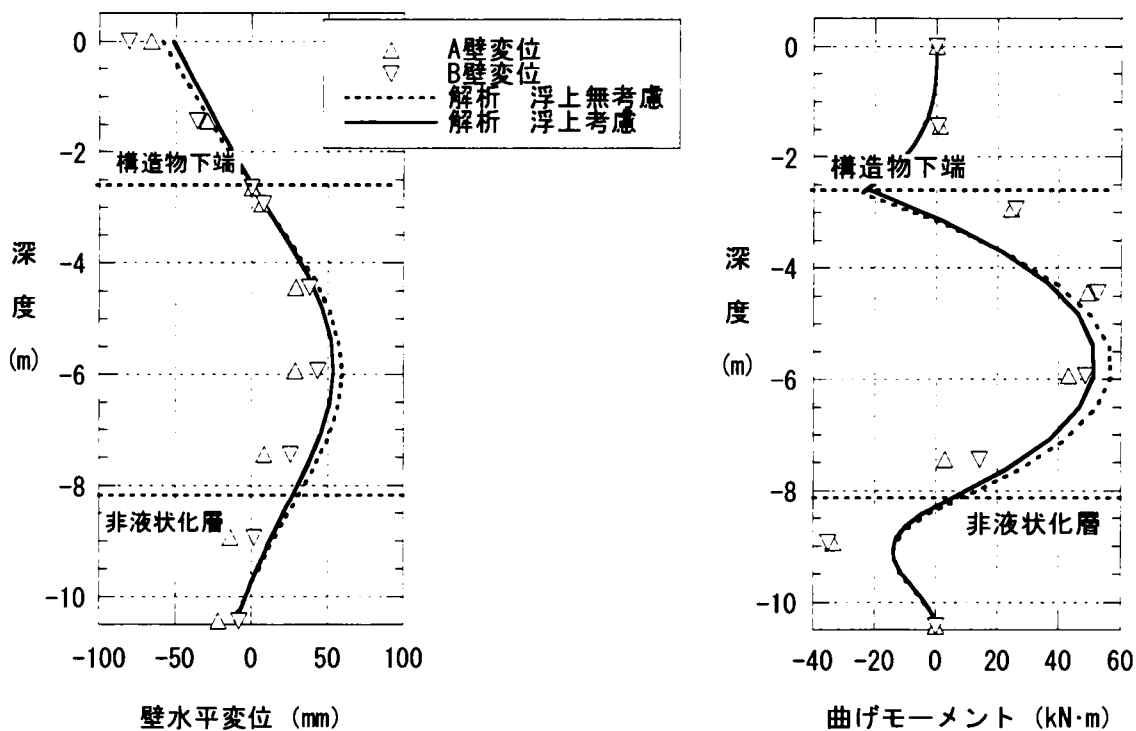 A壁変位
B壁変位
解析 浮上無考慮
解析 浮上考慮
0
-2
-4
-6
-8
-10
構造物下端
非液状化層
深度
(m)
-100 -50 0 50 100
壁水平変位 (mm)
0
-2
-4
-6
-8
-10
構造物下端
非液状化層
深度
(m)
-40 -20 0 20 40 60
曲げモーメント (kN·m)